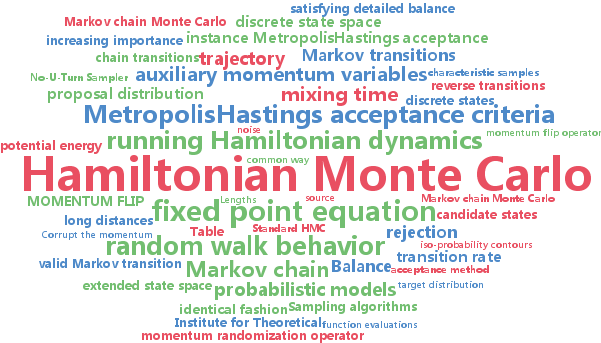 satisfying detailed balance
Markov chain Monte Carlo discrete state space
increasing importance instance MetropolisHastings acceptance
chain transitions trajectory Markov transitions
No-U-Turn Sampler auxiliary momentum variables characteristic samples
proposal distribution mixing time reverse transitions
discrete states
MetropolisHastings acceptance criteria
noise
potential energy running Hamiltonian dynamics momentum flip operator
common way
Hamiltonian Monte Carlo
MOMENTUM FLIP Lengths source Markov chain Monte Carlo
fixed point equation candidate states
long distances
Corrupt the momentum Table Standard HMC rejection
random walk behavior iso-probability contours
valid Markov transition Markov chain Balance transition rate
acceptance method
extended state space probabilistic models target distribution
identical fashion Sampling algorithms
Institute for Theoretical function evaluations
momentum randomization operator